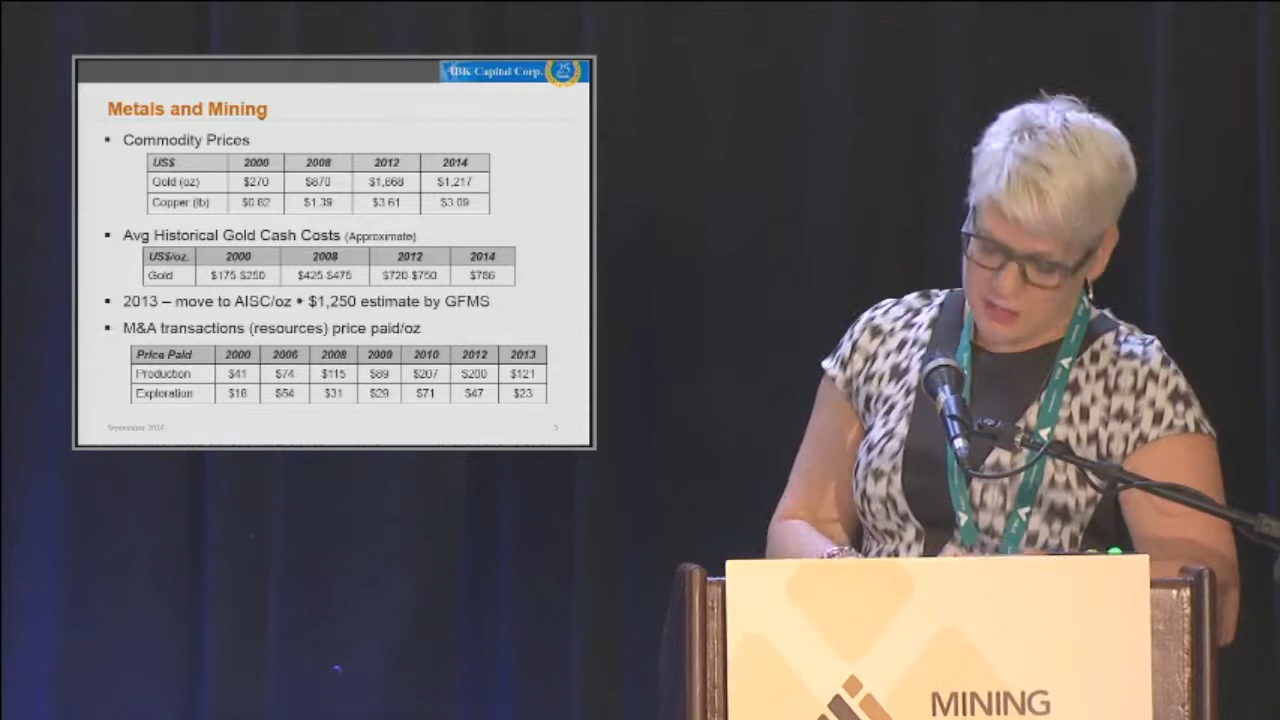 IBK Capital Corp. 25
Metals and Mining
▪ Commodity Prices
US$ 2000 2008 2012 2014
Gold (oz) $270 $870 $1,668 $1,217
Copper (lb) $0.82 $1.39 $3.61 $3.09
▪ Avg Historical Gold Cash Costs (Approximate)
US$/oz. 2000 2008 2012 2014
Gold $175 $250 $425 $475 $720 $750 $786
▪ 2013 – move to AISC/oz • $1,250 estimate by GFMS
▪ M&A transactions (resources) price paid/oz
Price Paid 2000 2006 2008 2009 2010 2012 2013
Production $41 $74 $115 $89 $207 $200 $121
Exploration $18 $64 $31 $29 $71 $47 $23
September 2014
MINING